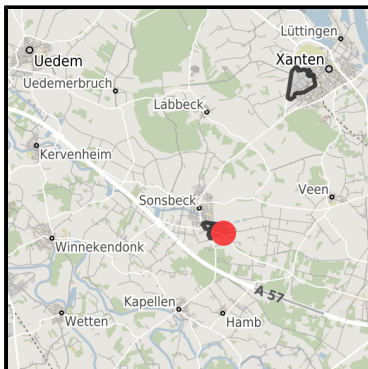 Lüttingen
Uedem
Xanten
Uedemerbruch
Labbeck
Kervenheim
Veen
Sonsbeck
Winnekendonk
A 57
Kapellen
Wetten
Hamb